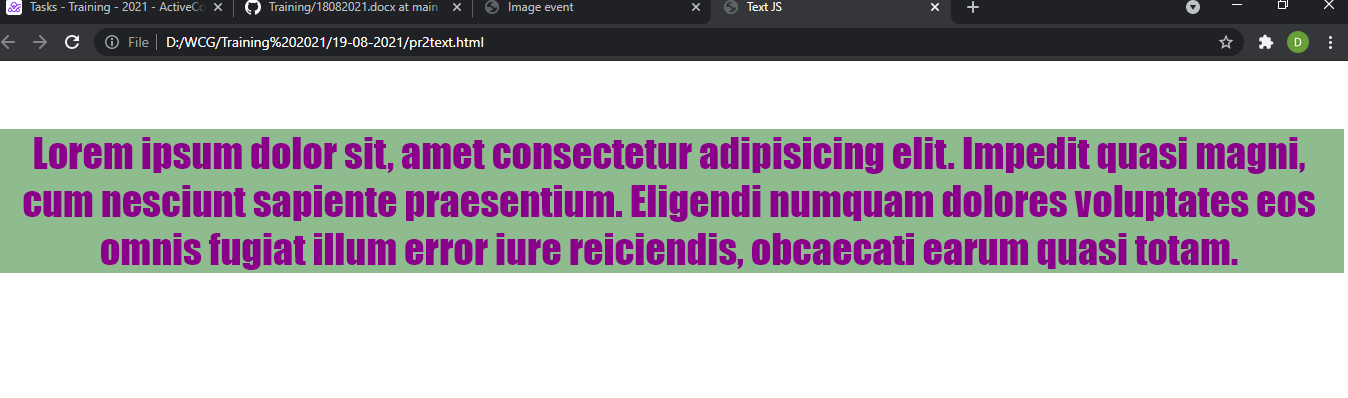 Tasks - Training - 2021 - ActiveCo
Training/18082021.docx at main
Image event
Text JS
File
D:/WCG/Training%202021/19-08-2021/pr2text.html
D
Lorem ipsum dolor sit, amet consectetur adipisicing elit. Impedit quasi magni,
cum nesciunt sapiente praesentium. Eligendi numquam dolores voluptates eos
omnis fugiat illum error iure reiciendis, obcaecati earum quasi totam.